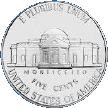 E PLURIBUS UNUM
MONTICELLO
FIVE CENTS
UNITED STATES OF AMERICA